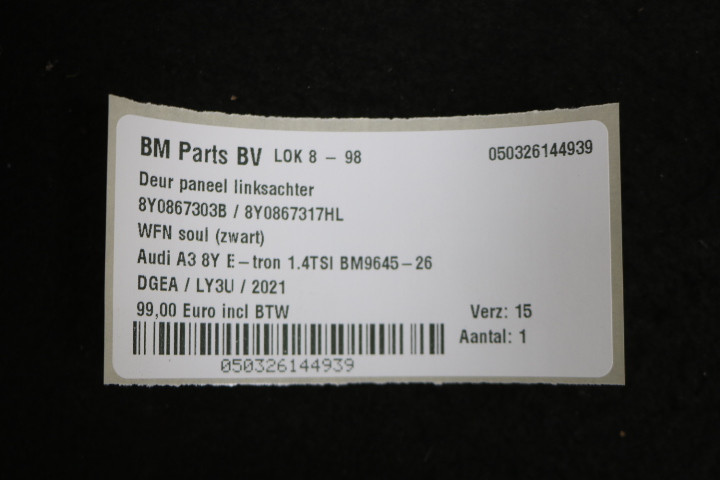 BM Parts BV LOK 8 - 98 050326144939
Deur paneel linksachter
8Y0867303B / 8Y0867317HL
WFN soul (zwart)
Audi A3 8Y E-tron 1.4TSI BM9645-26
DGEA / LY3U / 2021
99,00 Euro incl BTW Verz: 15
Aantal: 1
050326144939